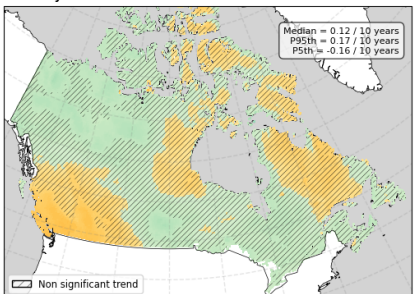 Median = 0.12 / 10 years
P95th = 0.17 / 10 years
P5th = -0.16 / 10 years
Non significant trend